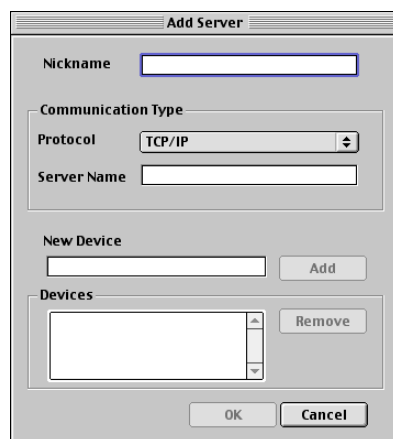 Add Server
Nickname
Communication Type
Protocol TCP/IP
Server Name
New Device
Add
Devices
Remove
OK Cancel